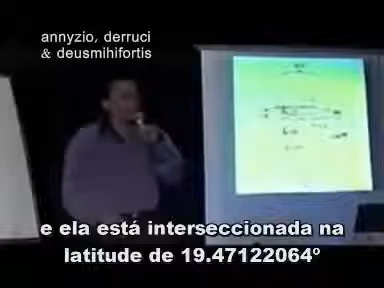 annyzio, derruci
& deusmihifortis
e ela está interseccionada na
latitude de 19.47122064º